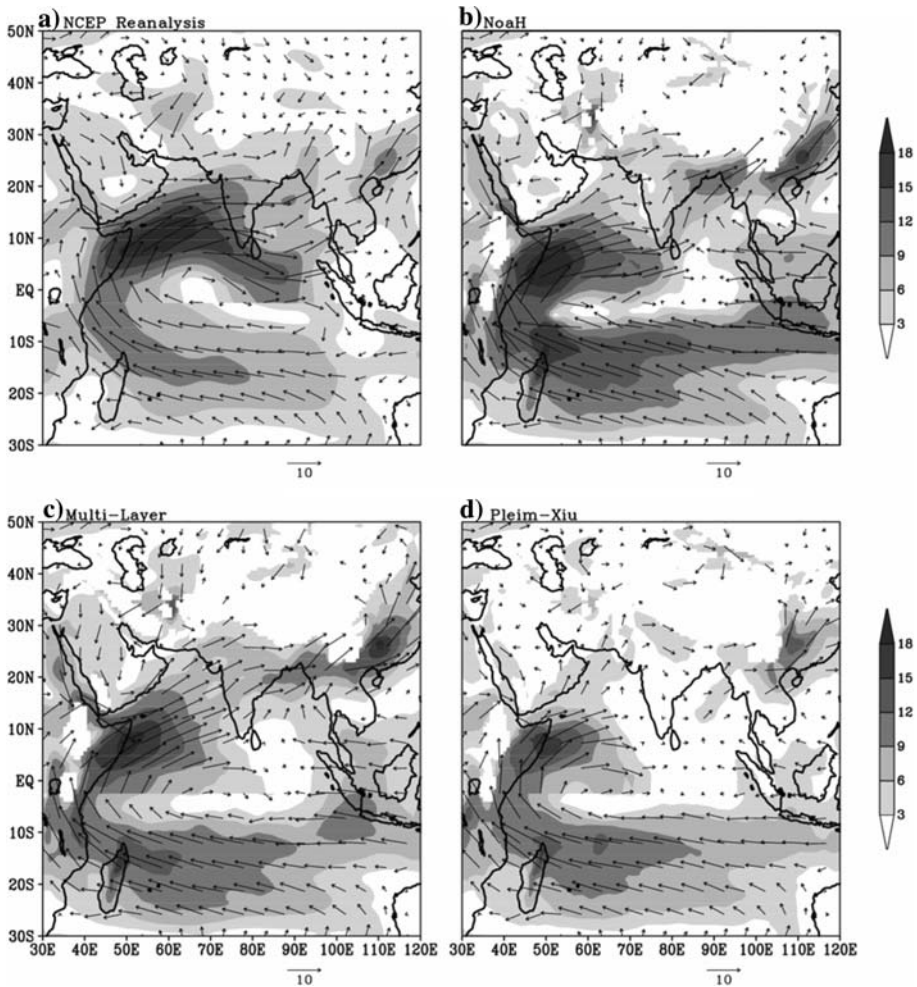 a) NCEP Reanalysis
50N
40N
30N
20N
10N
EQ
10S
20S
30S
10
b) NoaH
18
15
12
9
6
3
10
c) Multi-Layer
50N
40N
30N
20N
10N
EQ
10S
20S
30S
30E 40E 50E 60E 70E 80E 90E 100E 110E 120E
10
d) Pleim-Xiu
18
15
12
9
6
3
30E 40E 50E 60E 70E 80E 90E 100E 110E 120E
10